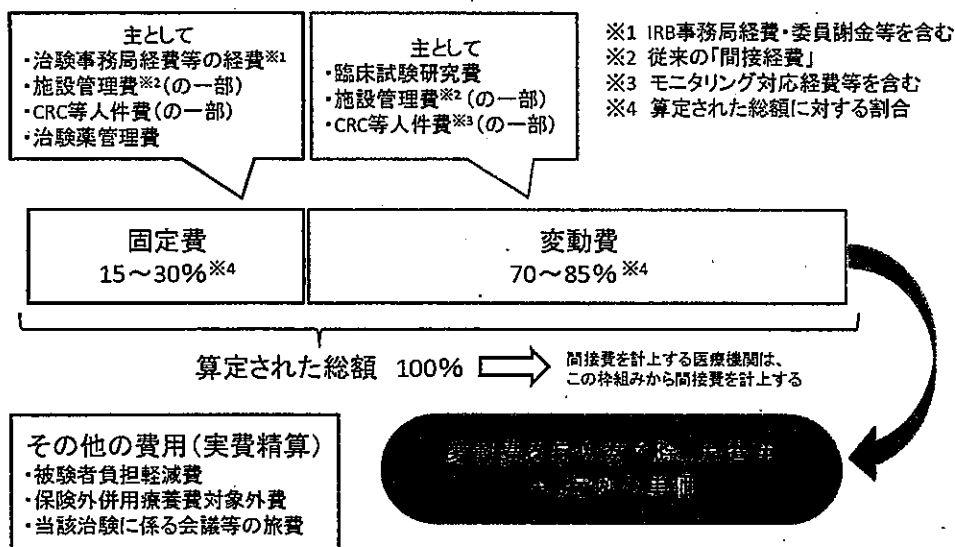 主として
・治験事務局経費等の経費※1
・施設管理費※2(の一部)
・CRC等人件費(の一部)
・治験薬管理費
主として
・臨床試験研究費
・施設管理費※2(の一部)
・CRC等人件費※3(の一部)
※1 IRB事務局経費・委員謝金等を含む
※2 従来の「間接経費」
※3 モニタリング対応経費等を含む
※4 算定された総額に対する割合
固定費
15～30%※4
変動費
70～85%※4
算定された総額 100%
間接費を計上する医療機関は、
この枠組みから間接費を計上する
その他の費用(実費精算)
・被験者負担軽減費
・保険外併用療養費対象外費
・当該治験に係る会議等の旅費